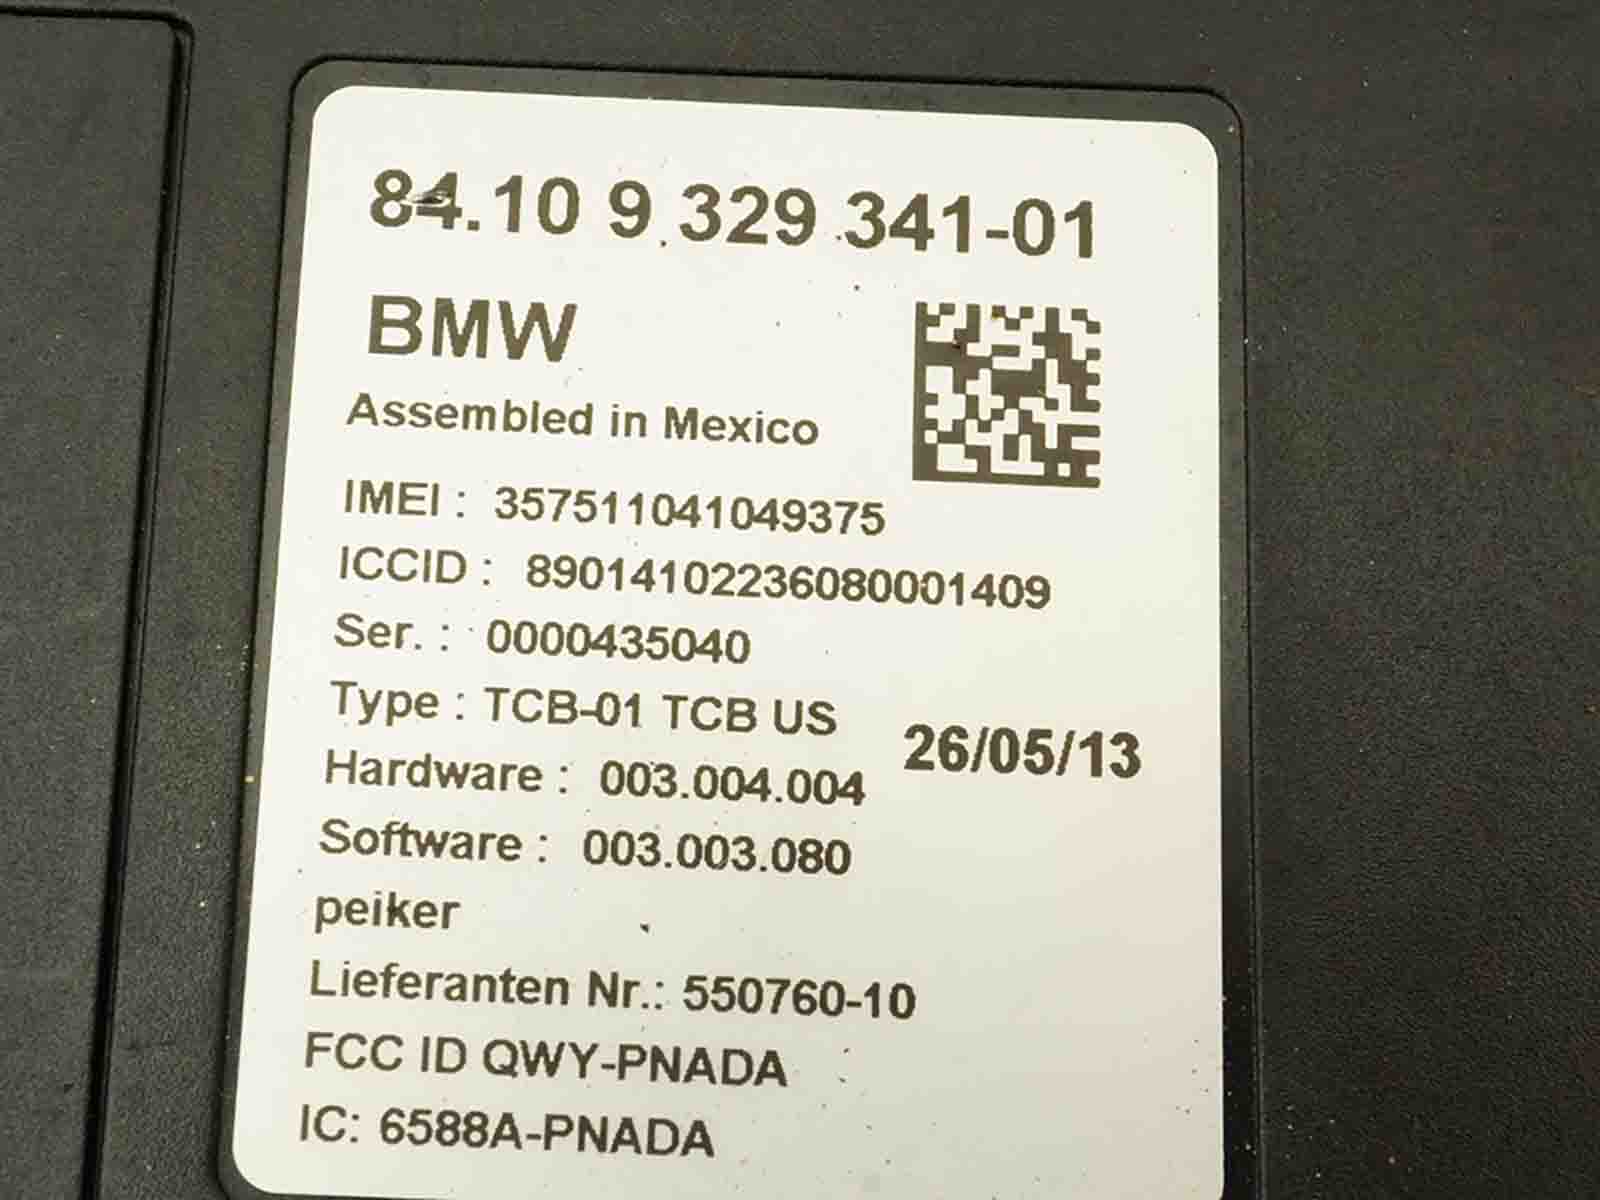 84.10 9.329.341-01
BMW
Assembled in Mexico
IMEI : 357511041049375
ICCID : 89014102236080001409
Ser. : 0000435040
Type : TCB-01 TCB US
26/05/13
Hardware : 003.004.004
Software : 003.003.080
peiker
Lieferanten Nr.: 550760-10
FCC ID QWY-PNADA
IC: 6588A-PNADA